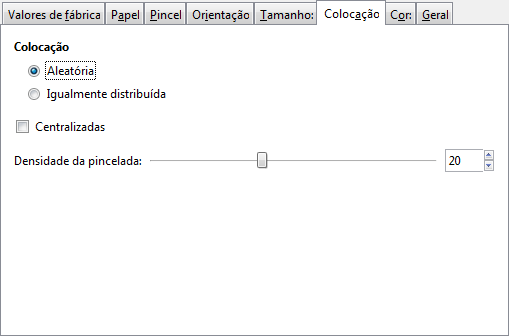 Valores de fábrica Papel Pincel Orientação Tamanho: Colocação Cor: Geral
Colocação
Aleatória
Igualmente distribuída
Centralizadas
Densidade da pincelada: 20